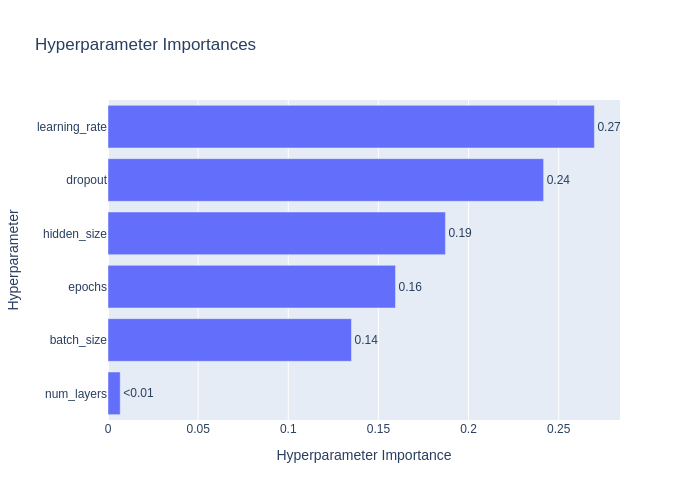 Hyperparameter Importances
Hyperparameter
learning_rate 0.27
dropout 0.24
hidden_size 0.19
epochs 0.16
batch_size 0.14
num_layers <0.01
0 0.05 0.1 0.15 0.2 0.25
Hyperparameter Importance